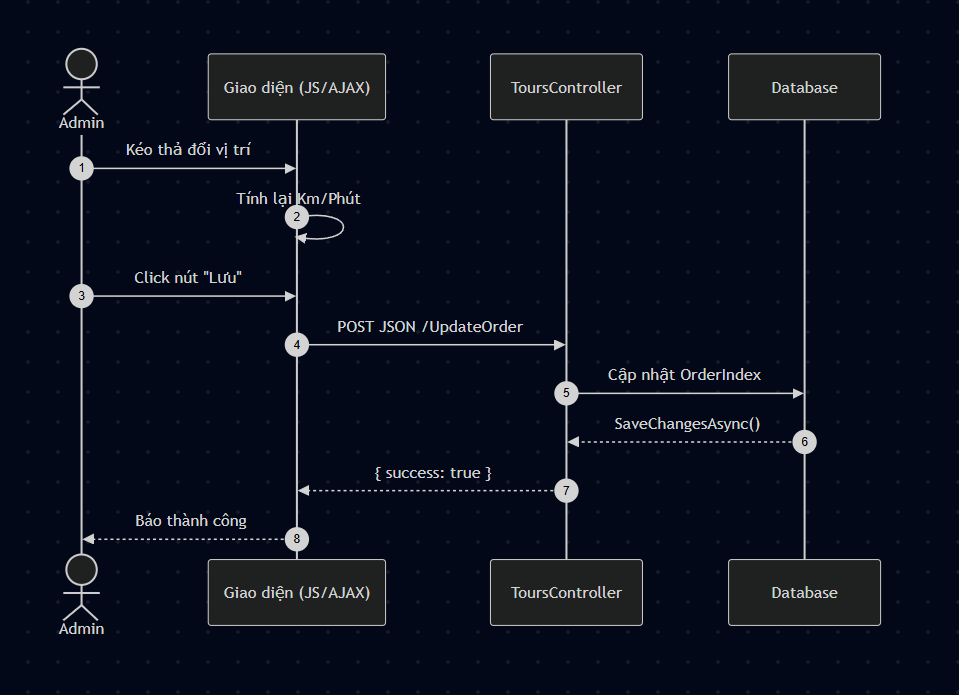 Admin
Giao diện (JS/AJAX)
ToursController
Database
Kéo thả đổi vị trí
1
Tính lại Km/Phút
2
Click nút "Lưu"
3
POST JSON /UpdateOrder
4
Cập nhật OrderIndex
5
SaveChangesAsync()
6
{ success: true }
7
Báo thành công
8
Admin
Giao diện (JS/AJAX)
ToursController
Database